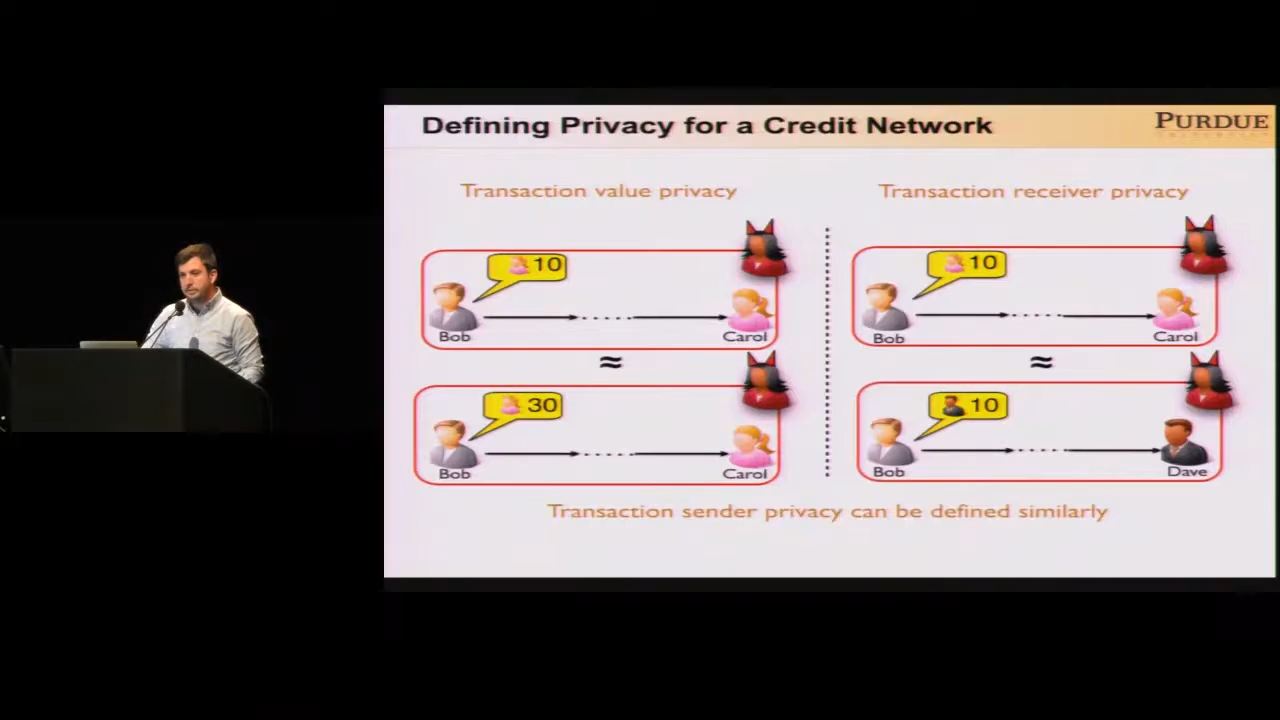 Defining Privacy for a Credit Network
PURDUE
UNIVERSITY
Transaction value privacy
Transaction receiver privacy
10
Bob
Carol
≈
30
Bob
Carol
10
Bob
Carol
≈
10
Bob
Dave
Transaction sender privacy can be defined similarly